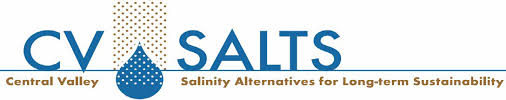 CV SALTS
Central Valley Salinity Alternatives for Long-term Sustainability